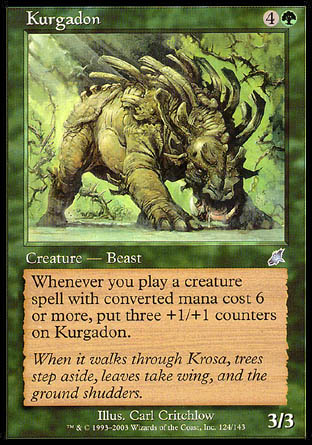 Kurgadon 4
Creature — Beast
Whenever you play a creature
spell with converted mana cost 6
or more, put three +1/+1 counters
on Kurgadon.
When it walks through Krosa, trees
step aside, leaves take wing, and the
ground shudders.
Illus. Carl Critchlow
™ & © 1993–2003 Wizards of the Coast, Inc. 124/143
3/3